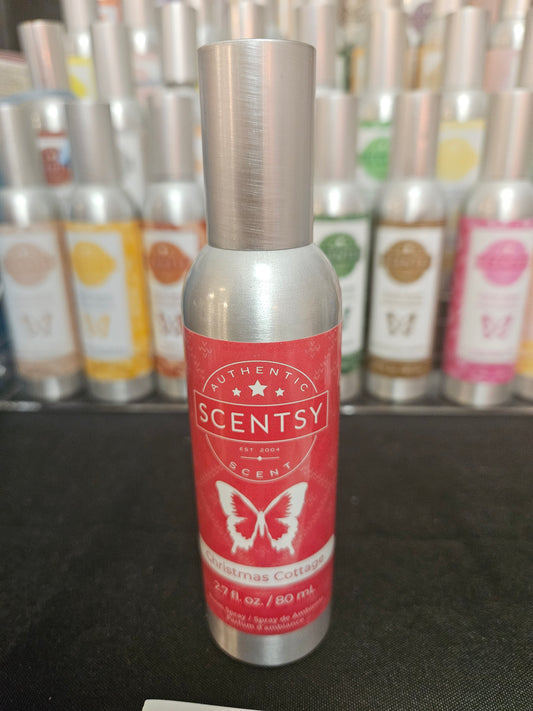 AUTHENTIC
SCENTSY
EST 2004
SCENT
Christmas Cottage
2.7 fl. oz. / 80 mL
Spray / Spray de Ambiente
Parfum d'ambiance